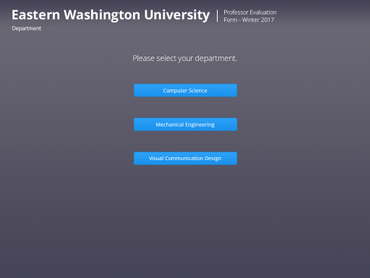 Eastern Washington University
Professor Evaluation
Form - Winter 2017
Department
Please select your department.
Computer Science
Mechanical Engineering
Visual Communication Design